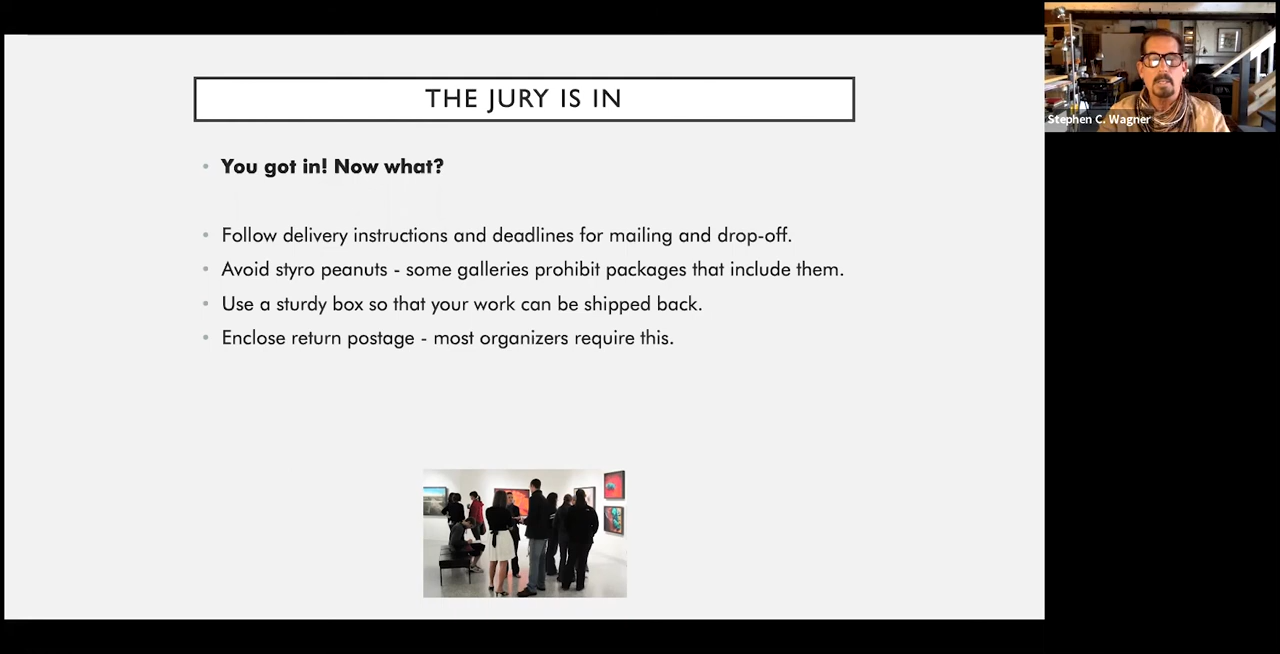 THE JURY IS IN
You got in! Now what?
Follow delivery instructions and deadlines for mailing and drop-off.
Avoid styro peanuts - some galleries prohibit packages that include them.
Use a sturdy box so that your work can be shipped back.
Enclose return postage - most organizers require this.
Stephen C. Wagner